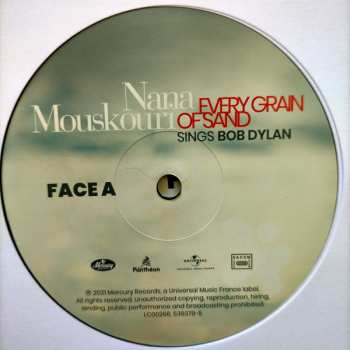 Nana
Mouskouri
EVERY GRAIN
OF SAND
SINGS BOB DYLAN
FACE A
Mercury
Panthéon
UNIVERSAL
SACEM
℗ 2021 Mercury Records, a Universal Music France label.
All rights reserved. Unauthorized copying, reproduction, hiring,
lending, public performance and broadcasting prohibited.
LC00268, 539379-5